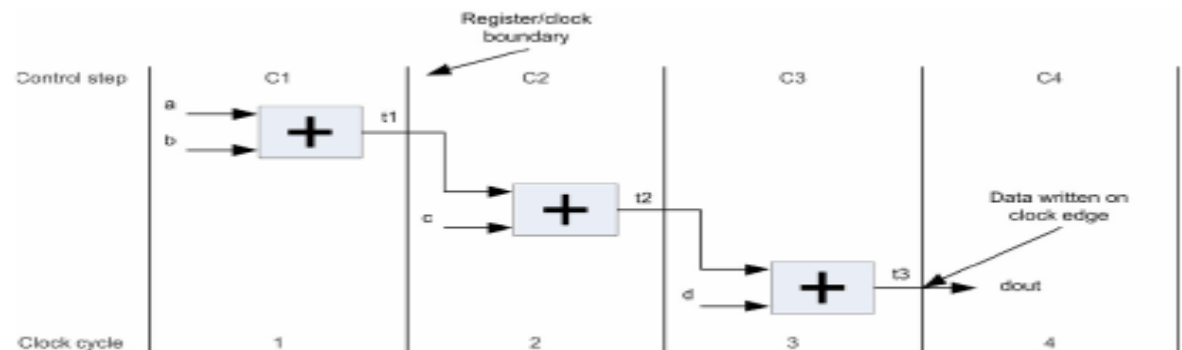 Register/clock
boundary
Control step C1 C2 C3 C4
a
t1
b
t2
Data written on
clock edge
c
t3
dout
d
Clock cycle 1 2 3 4